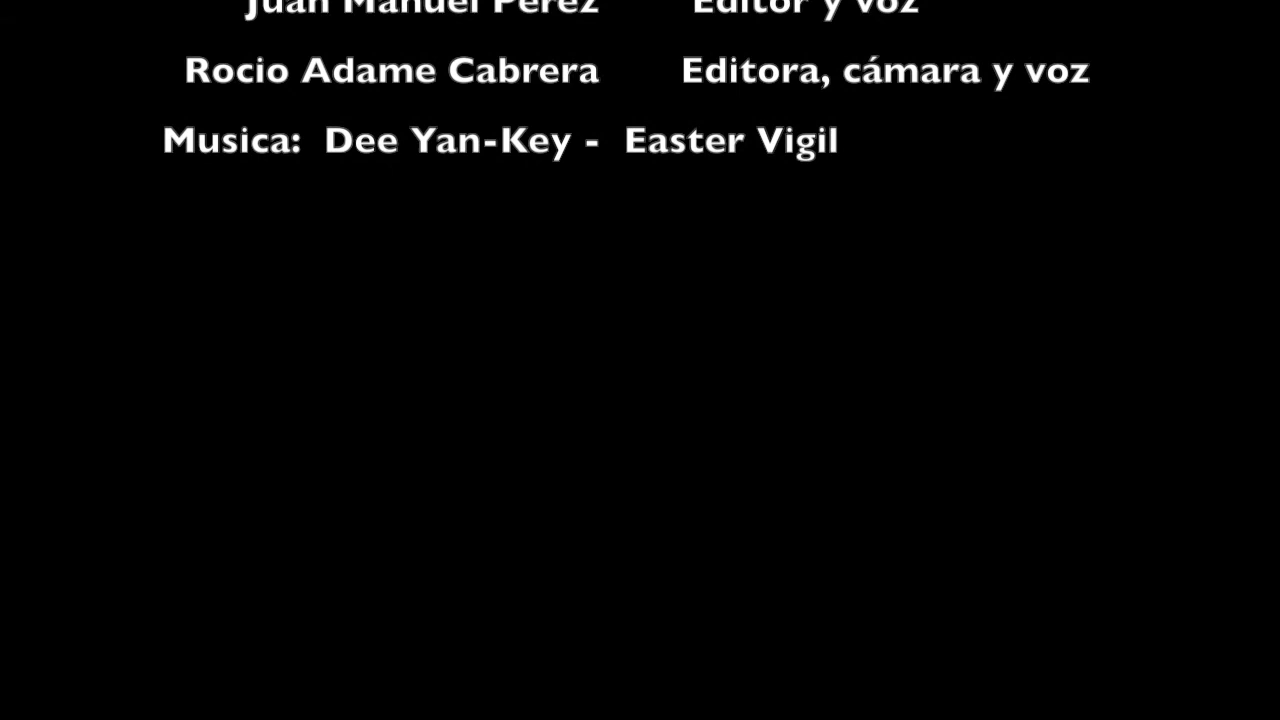 Juan Manuel Perez Editor y voz
Rocio Adame Cabrera Editora, cámara y voz
Musica: Dee Yan-Key - Easter Vigil